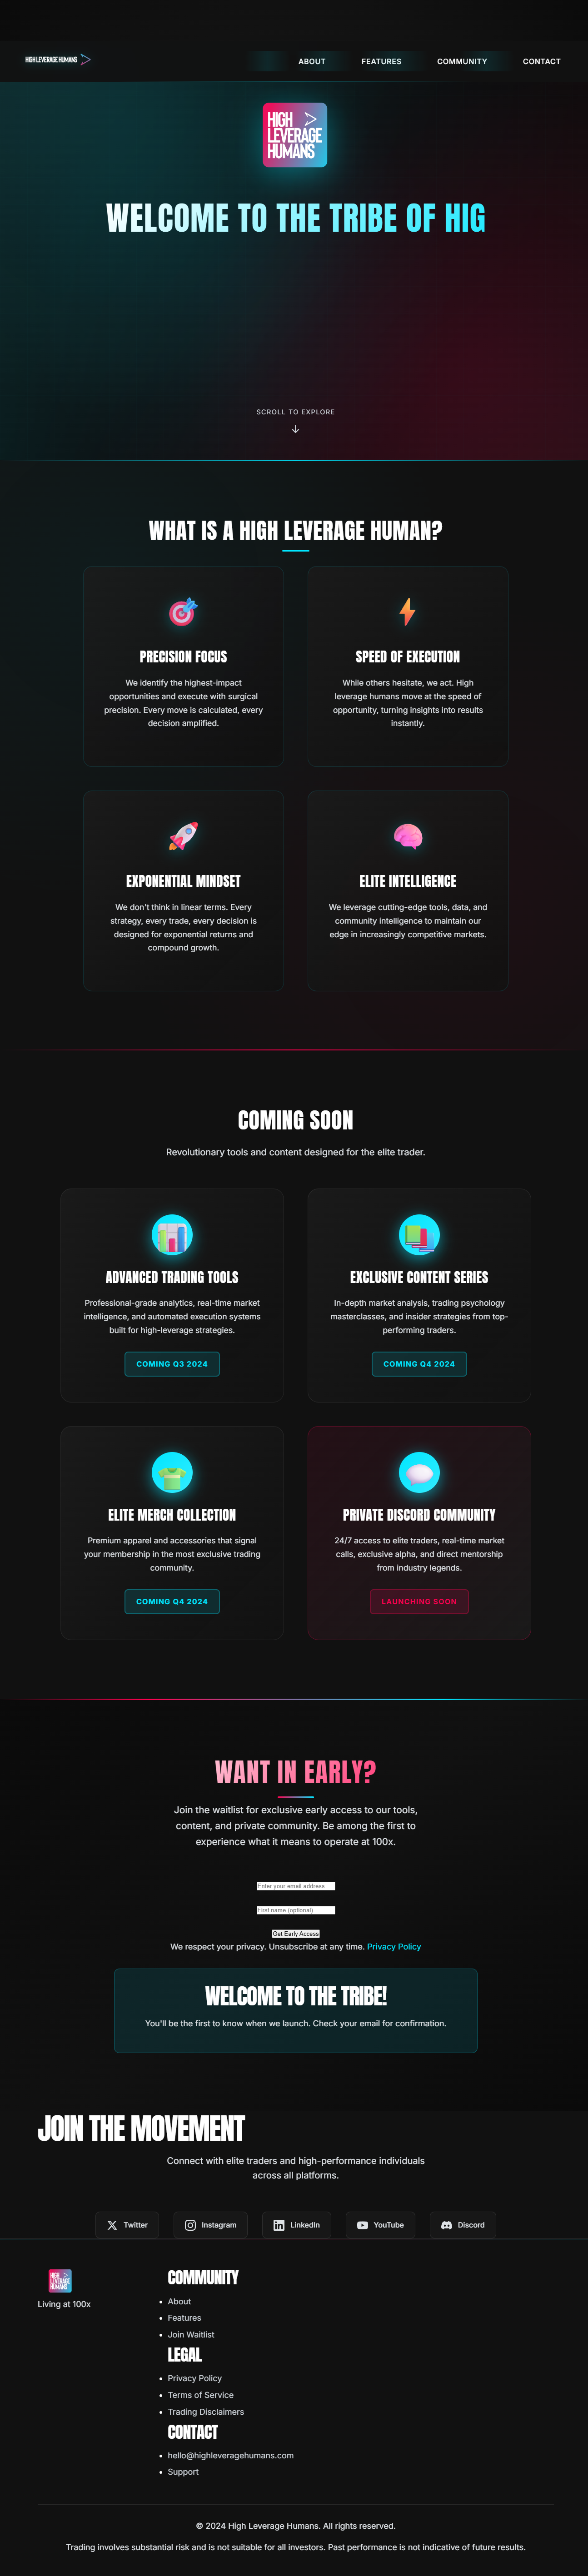 HIGH LEVERAGE HUMANS
ABOUT
FEATURES
COMMUNITY
CONTACT
HIGH
LEVERAGE
HUMANS
WELCOME TO THE TRIBE OF HIG
SCROLL TO EXPLORE
WHAT IS A HIGH LEVERAGE HUMAN?
PRECISION FOCUS
We identify the highest-impact
opportunities and execute with surgical
precision. Every move is calculated, every
decision amplified.
SPEED OF EXECUTION
While others hesitate, we act. High
leverage humans move at the speed of
opportunity, turning insights into results
instantly.
EXPONENTIAL MINDSET
We don't think in linear terms. Every
strategy, every trade, every decision is
designed for exponential returns and
compound growth.
ELITE INTELLIGENCE
We leverage cutting-edge tools, data, and
community intelligence to maintain our
edge in increasingly competitive markets.
COMING SOON
Revolutionary tools and content designed for the elite trader.
ADVANCED TRADING TOOLS
Professional-grade analytics, real-time market
intelligence, and automated execution systems
built for high-leverage strategies.
COMING Q3 2024
EXCLUSIVE CONTENT SERIES
In-depth market analysis, trading psychology
masterclasses, and insider strategies from top-
performing traders.
COMING Q4 2024
ELITE MERCH COLLECTION
Premium apparel and accessories that signal
your membership in the most exclusive trading
community.
COMING Q4 2024
PRIVATE DISCORD COMMUNITY
24/7 access to elite traders, real-time market
calls, exclusive alpha, and direct mentorship
from industry legends.
LAUNCHING SOON
WANT IN EARLY?
Join the waitlist for exclusive early access to our tools,
content, and private community. Be among the first to
experience what it means to operate at 100x.
Enter your email address
First name (optional)
Get Early Access
We respect your privacy. Unsubscribe at any time. Privacy Policy
WELCOME TO THE TRIBE!
You'll be the first to know when we launch. Check your email for confirmation.
JOIN THE MOVEMENT
Connect with elite traders and high-performance individuals
across all platforms.
Twitter
Instagram
LinkedIn
YouTube
Discord
HIGH
LEVERAGE
HUMANS
Living at 100x
COMMUNITY
• About
• Features
• Join Waitlist
LEGAL
• Privacy Policy
• Terms of Service
• Trading Disclaimers
CONTACT
• hello@highleveragehumans.com
• Support
© 2024 High Leverage Humans. All rights reserved.
Trading involves substantial risk and is not suitable for all investors. Past performance is not indicative of future results.